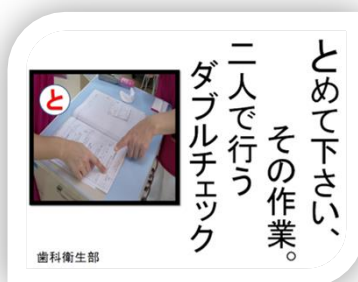 とめて下さい、
その作業。
二人で行う
ダブルチェック
と
歯科衛生部